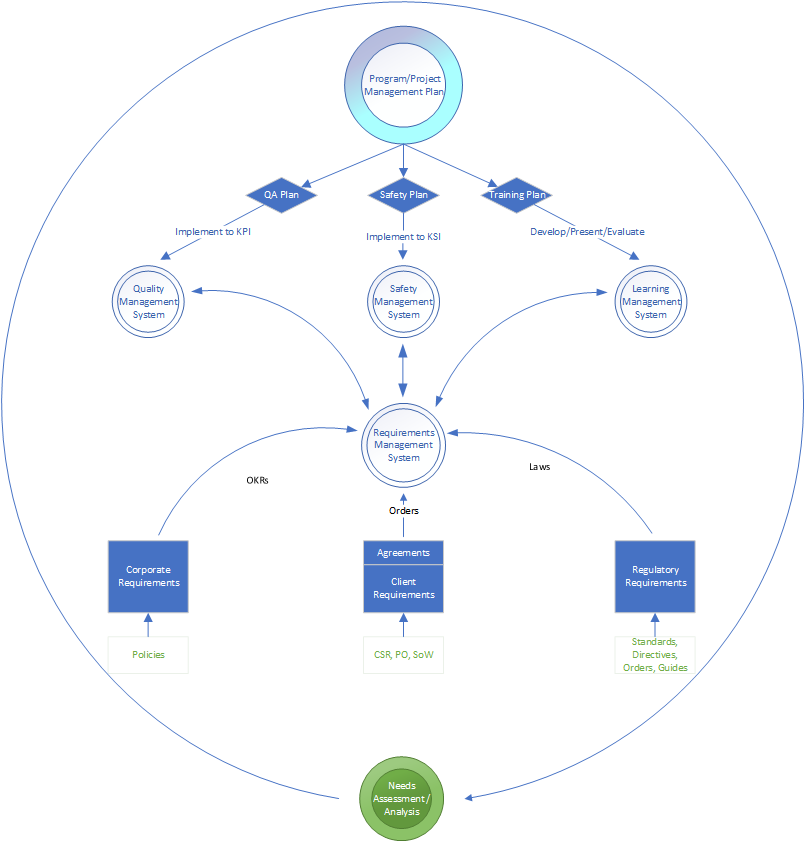 Program/Project
Management Plan
QA Plan
Safety Plan
Training Plan
Implement to KPI
Implement to KSI
Develop/Present/Evaluate
Quality
Management
System
Safety
Management
System
Learning
Management
System
Requirements
Management
System
OKRs
Laws
Orders
Corporate
Requirements
Agreements
Client
Requirements
Regulatory
Requirements
Policies
CSR, PO, SoW
Standards,
Directives,
Orders, Guides
Needs
Assessment/
Analysis